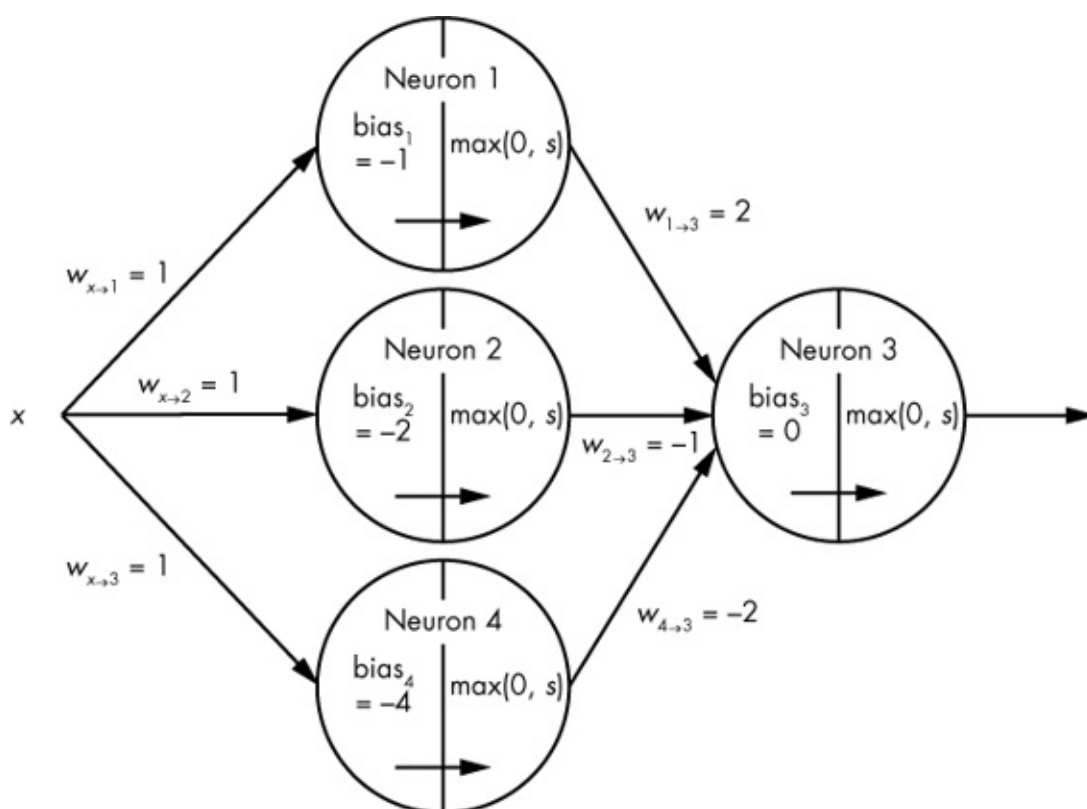 Neuron 1
bias₁
= –1
max(0, s)
wₓ→₁ = 1
w₁→₃ = 2
Neuron 2
bias₂
= –2
max(0, s)
x
wₓ→₂ = 1
w₂→₃ = –1
Neuron 3
bias₃
= 0
max(0, s)
wₓ→₃ = 1
Neuron 4
bias₄
= –4
max(0, s)
w₄→₃ = –2